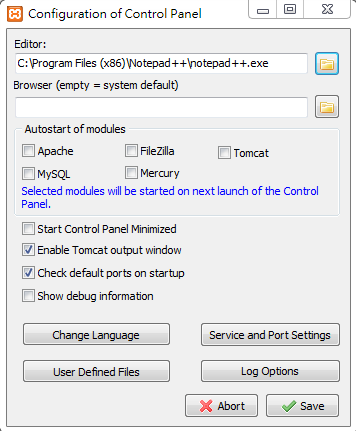 Configuration of Control Panel
Editor:
C:\Program Files (x86)\Notepad++\notepad++.exe
Browser (empty = system default)
Autostart of modules
Apache FileZilla Tomcat
MySQL Mercury
Selected modules will be started on next launch of the Control
Panel.
Start Control Panel Minimized
Enable Tomcat output window
Check default ports on startup
Show debug information
Change Language Service and Port Settings
User Defined Files Log Options
Abort Save